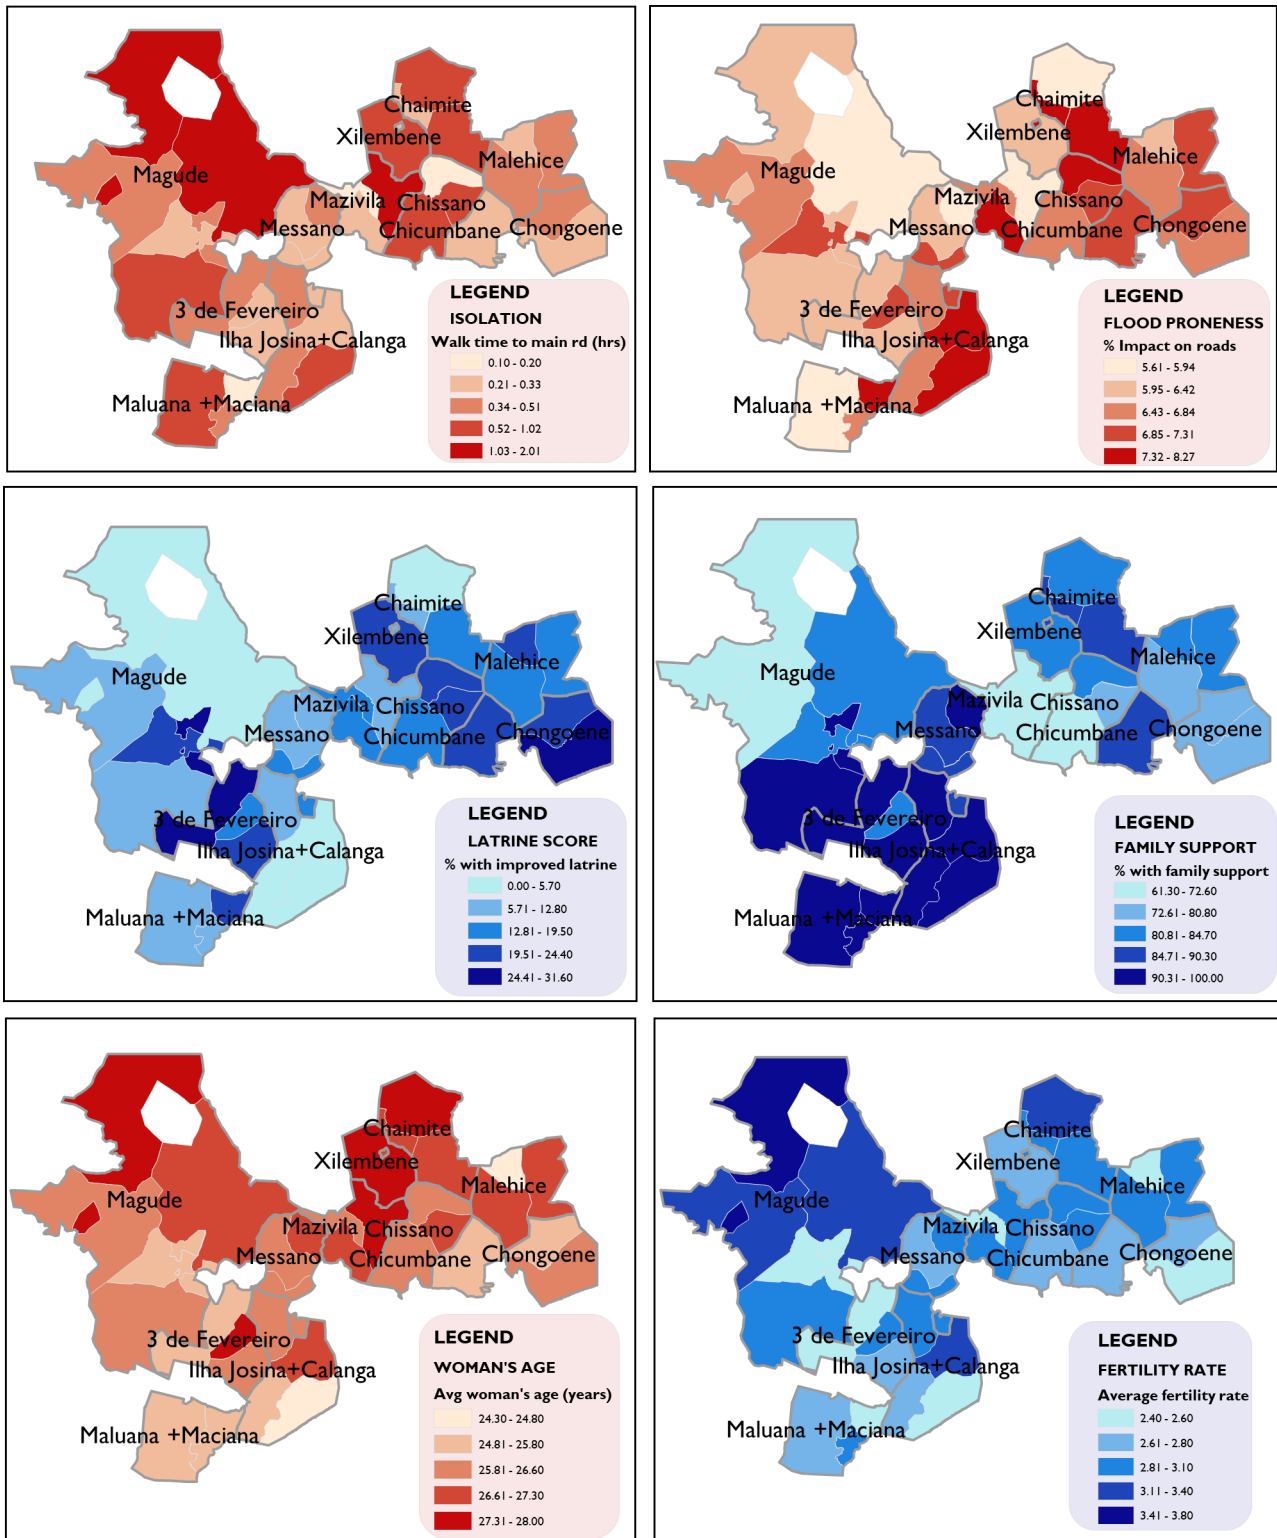 Chaimite
Xilembene
Malehice
Magude
Mazivila
Chissano
Messano
Chicumbane
Chongoene
3 de Fevereiro
Ilha Josina+Calanga
Maluana +Maciana
LEGEND
ISOLATION
Walk time to main rd (hrs)
0.10 - 0.20
0.21 - 0.33
0.34 - 0.51
0.52 - 1.02
1.03 - 2.01
Chaimite
Xilembene
Malehice
Magude
Mazivila
Chissano
Messano
Chicumbane
Chongoene
3 de Fevereiro
Ilha Josina+Calanga
Maluana +Maciana
LEGEND
FLOOD PRONENESS
% Impact on roads
5.61 - 5.94
5.95 - 6.42
6.43 - 6.84
6.85 - 7.31
7.32 - 8.27
Chaimite
Xilembene
Malehice
Magude
Mazivila
Chissano
Messano
Chicumbane
Chongoene
3 de Fevereiro
Ilha Josina+Calanga
Maluana +Maciana
LEGEND
LATRINE SCORE
% with improved latrine
0.00 - 5.70
5.71 - 12.80
12.81 - 19.50
19.51 - 24.40
24.41 - 31.60
Chaimite
Xilembene
Malehice
Magude
Mazivila
Chissano
Messano
Chicumbane
Chongoene
3 de Fevereiro
Ilha Josina+Calanga
Maluana +Maciana
LEGEND
FAMILY SUPPORT
% with family support
61.30 - 72.60
72.61 - 80.80
80.81 - 84.70
84.71 - 90.30
90.31 - 100.00
Chaimite
Xilembene
Malehice
Magude
Mazivila
Chissano
Messano
Chicumbane
Chongoene
3 de Fevereiro
Ilha Josina+Calanga
Maluana +Maciana
LEGEND
WOMAN'S AGE
Avg woman's age (years)
24.30 - 24.80
24.81 - 25.80
25.81 - 26.60
26.61 - 27.30
27.31 - 28.00
Chaimite
Xilembene
Malehice
Magude
Mazivila
Chissano
Messano
Chicumbane
Chongoene
3 de Fevereiro
Ilha Josina+Calanga
Maluana +Maciana
LEGEND
FERTILITY RATE
Average fertility rate
2.40 - 2.60
2.61 - 2.80
2.81 - 3.10
3.11 - 3.40
3.41 - 3.80